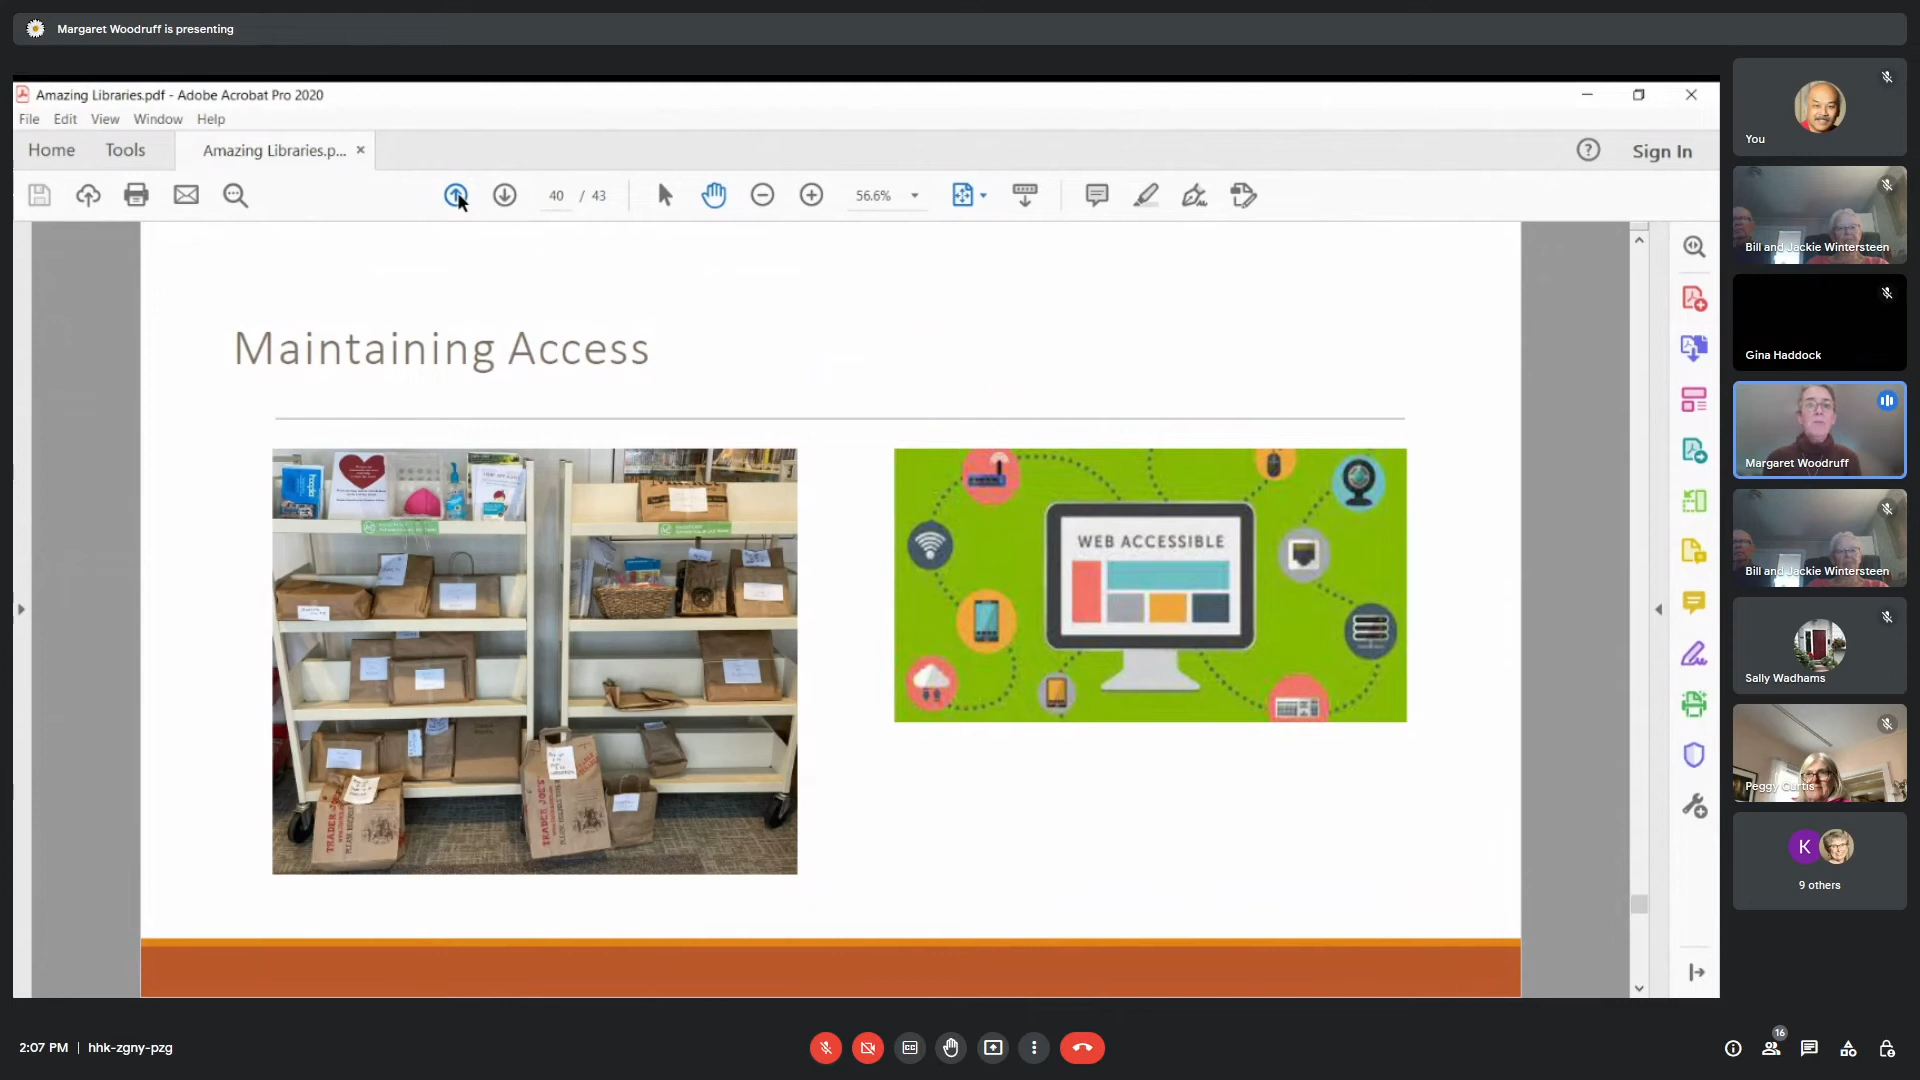 Margaret Woodruff is presenting
Amazing Libraries.pdf - Adobe Acrobat Pro 2020
File Edit View Window Help
Home Tools Amazing Libraries.p... × Sign In
40 / 43 56.6%
Maintaining Access
hoopla
WEB ACCESSIBLE
TRADER JOE'S
TRADER JOE'S
You
Bill and Jackie Wintersteen
Gina Haddock
Margaret Woodruff
Bill and Jackie Wintersteen
Sally Wadhams
Peggy Curtis
K
9 others
2:07 PM | hhk-zgny-pzg
CC
16